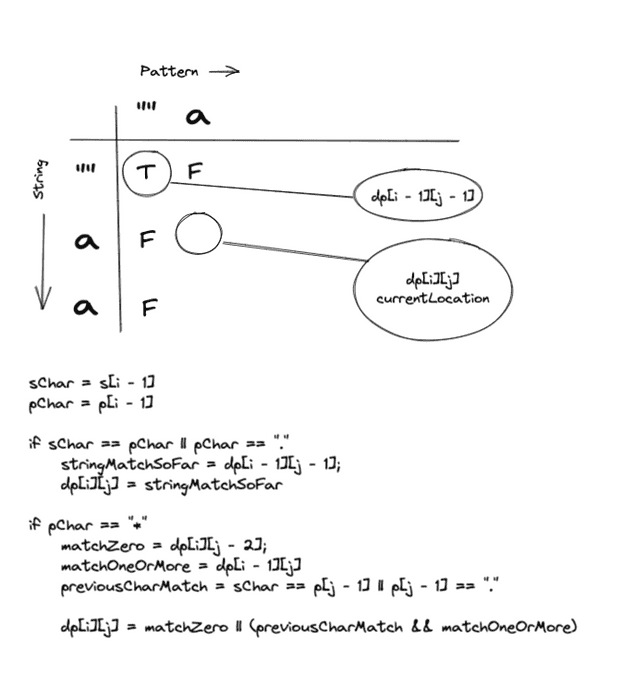 Pattern →
"" a
"" T F
dp[i - 1][j - 1]
String
a F
dp[i][j]
currentLocation
a F
sChar = s[i - 1]
pChar = p[i - 1]
if sChar == pChar || pChar == "."
stringMatchSoFar = dp[i - 1][j - 1];
dp[i][j] = stringMatchSoFar
if pChar == "*"
matchZero = dp[i][j - 2];
matchOneOrMore = dp[i - 1][j]
previousCharMatch = sChar == p[j - 1] || p[j - 1] == "."
dp[i][j] = matchZero || (previousCharMatch && matchOneOrMore)